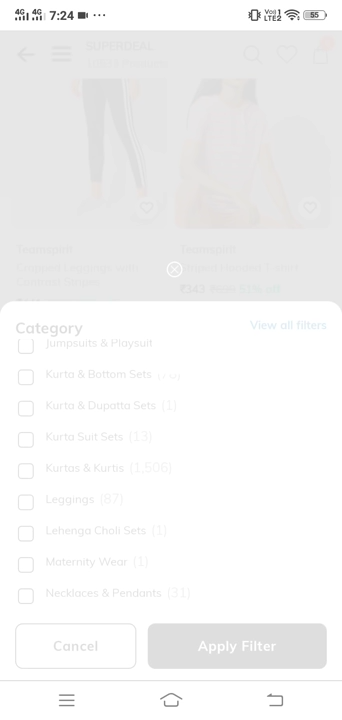 4G 4G 7:24 ... Vo) 1 LTE2 55
SUPERDEAL
Teamspirit Teamspirit
₹343 61% off
Category View all filters
Jumpsuits & Playsuit
Kurta & Bottom Sets
Kurta & Dupatta Sets (1)
Kurta Suit Sets (13)
Kurtas & Kurtis (1,506)
Leggings (87)
Lehenga Choli Sets (1)
Maternity Wear (1)
Necklaces & Pendants (31)
Cancel Apply Filter